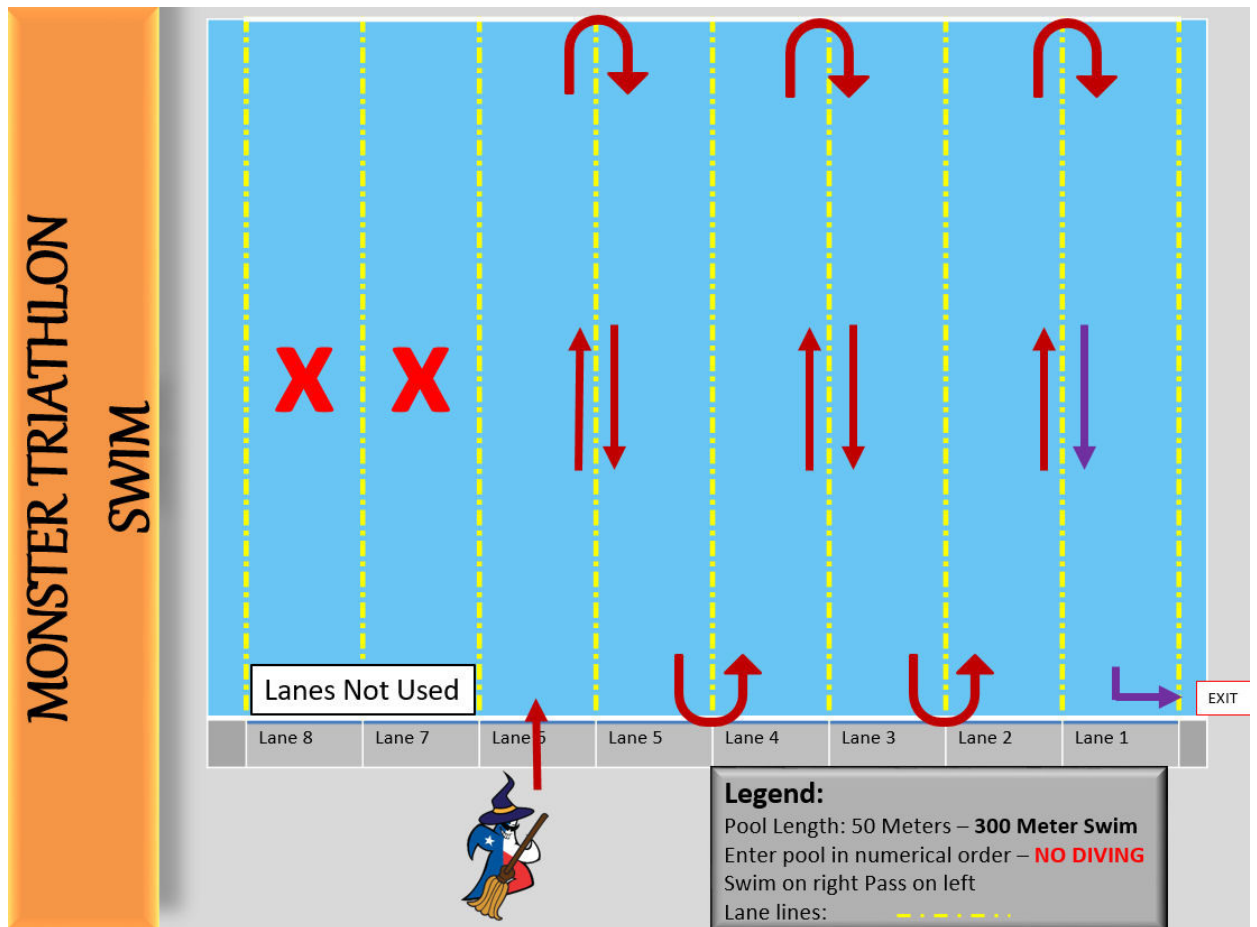 MONSTER TRIATHLON
SWIM
X X
Lanes Not Used
EXIT
Lane 8
Lane 7
Lane 6
Lane 5
Lane 4
Lane 3
Lane 2
Lane 1
Legend:
Pool Length: 50 Meters – 300 Meter Swim
Enter pool in numerical order – NO DIVING
Swim on right Pass on left
Lane lines: